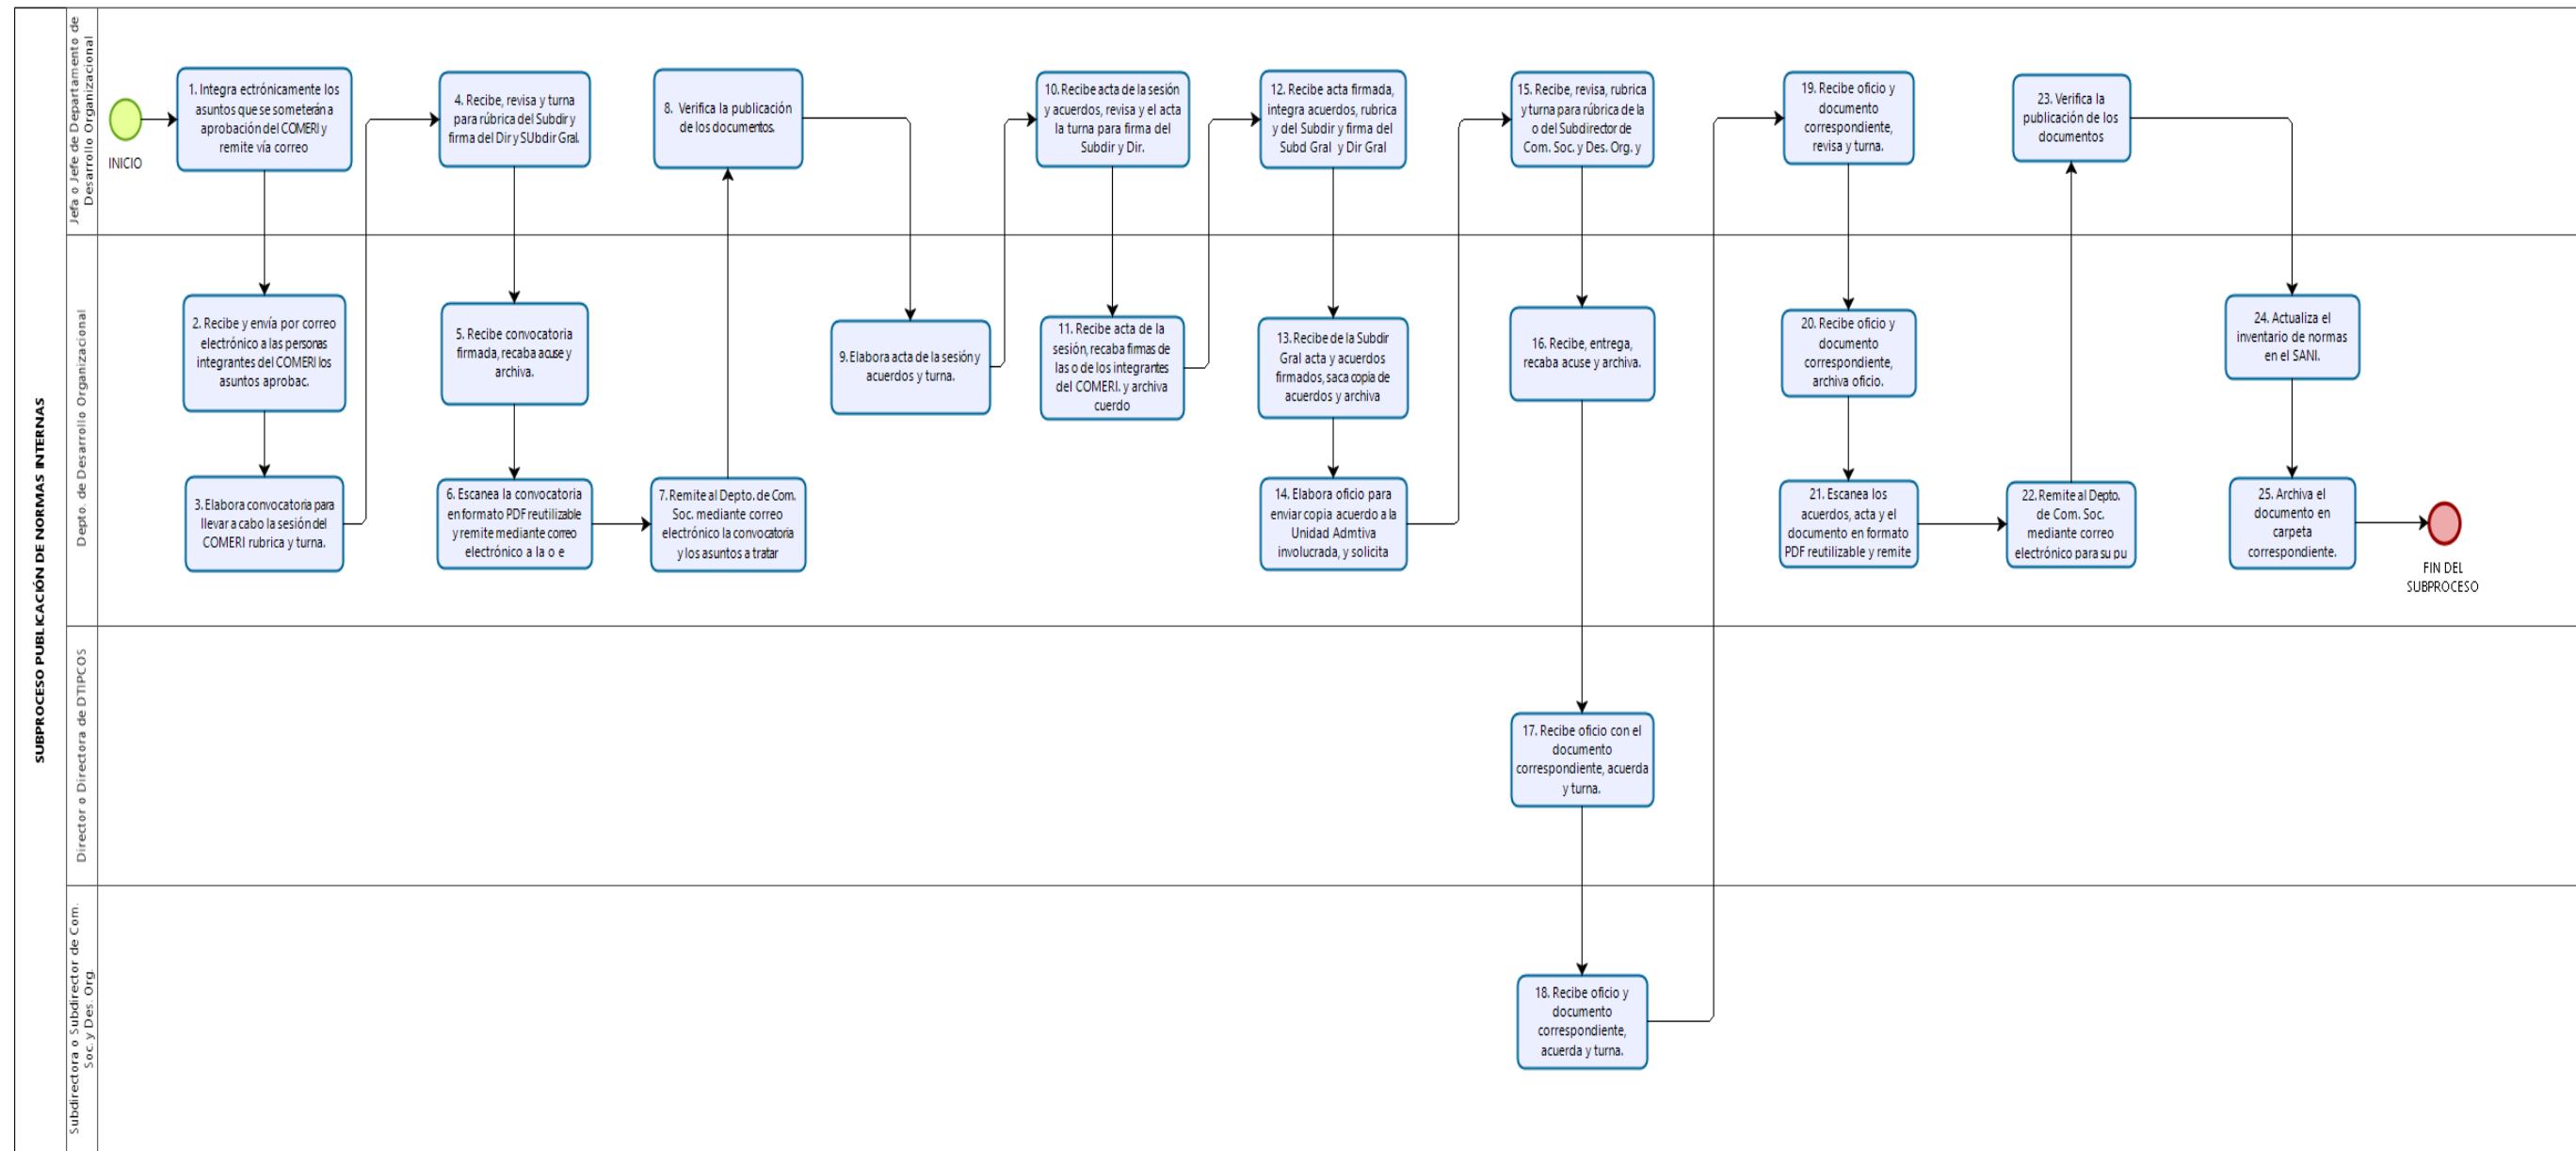 SUBPROCESO PUBLICACIÓN DE NORMAS INTERNAS
Jefa o Jefe de Departamento de
Desarrollo Organizacional
INICIO
1. Integra ectrónicamente los
asuntos que se someterán a
aprobación del COMERI y
remite vía correo
4. Recibe, revisa y turna
para rúbrica del Subdir y
firma del Dir y SUbdir Gral.
8. Verifica la publicación
de los documentos.
10. Recibe acta de la sesión
y acuerdos, revisa y el acta
la turna para firma del
Subdir y Dir.
12. Recibe acta firmada,
integra acuerdos, rubrica
y del Subdir y firma del
Subd Gral y Dir Gral
15. Recibe, revisa, rubrica
y turna para rúbrica de la
o del Subdirector de
Com. Soc. y Des. Org. y
19. Recibe oficio y
documento
correspondiente,
revisa y turna.
23. Verifica la
publicación de los
documentos
Depto. de Desarrollo Organizacional
2. Recibe y envía por correo
electrónico a las personas
integrantes del COMERI los
asuntos aprobac.
3. Elabora convocatoria para
llevar a cabo la sesión del
COMERI rubrica y turna.
5. Recibe convocatoria
firmada, recaba acuse y
archiva.
6. Escanea la convocatoria
en formato PDF reutilizable
y remite mediante correo
electrónico a la o e
7. Remite al Depto. de Com.
Soc. mediante correo
electrónico la convocatoria
y los asuntos a tratar
9. Elabora acta de la sesión y
acuerdos y turna.
11. Recibe acta de la
sesión, recaba firmas de
las o de los integrantes
del COMERI. y archiva
cuerdo
13. Recibe de la Subdir
Gral acta y acuerdos
firmados, saca copia de
acuerdos y archiva
14. Elabora oficio para
enviar copia acuerdo a la
Unidad Admtiva
involucrada, y solicita
16. Recibe, entrega,
recaba acuse y archiva.
20. Recibe oficio y
documento
correspondiente,
archiva oficio.
21. Escanea los
acuerdos, acta y el
documento en formato
PDF reutilizable y remite
22. Remite al Depto.
de Com. Soc.
mediante correo
electrónico para su pu
24. Actualiza el
inventario de normas
en el SANI.
25. Archiva el
documento en
carpeta
correspondiente.
FIN DEL
SUBPROCESO
Director o Directora de DTIPCOS
17. Recibe oficio con el
documento
correspondiente, acuerda
y turna.
Subdirectora o Subdirector de Com.
Soc. y Des. Org.
18. Recibe oficio y
documento
correspondiente,
acuerda y turna.